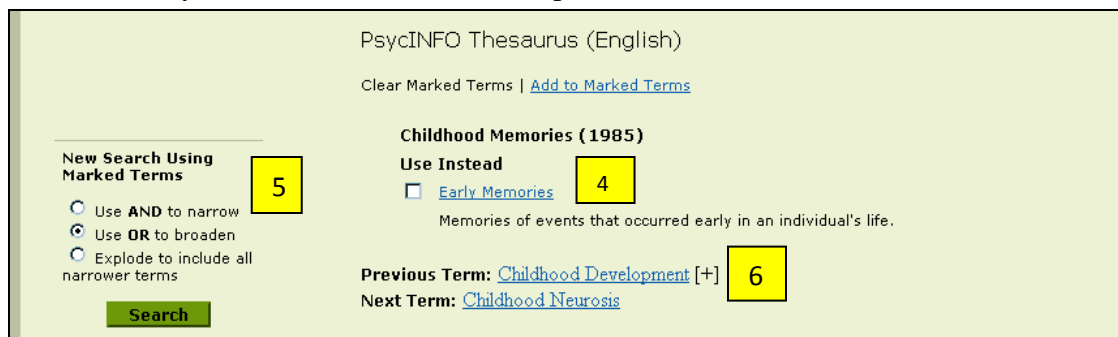 PsycINFO Thesaurus (English)
Clear Marked Terms | Add to Marked Terms
Childhood Memories (1985)
Use Instead
Early Memories
4
Memories of events that occurred early in an individual's life.
Previous Term: Childhood Development [+]
6
Next Term: Childhood Neurosis
New Search Using
Marked Terms
5
Use AND to narrow
Use OR to broaden
Explode to include all
narrower terms
Search